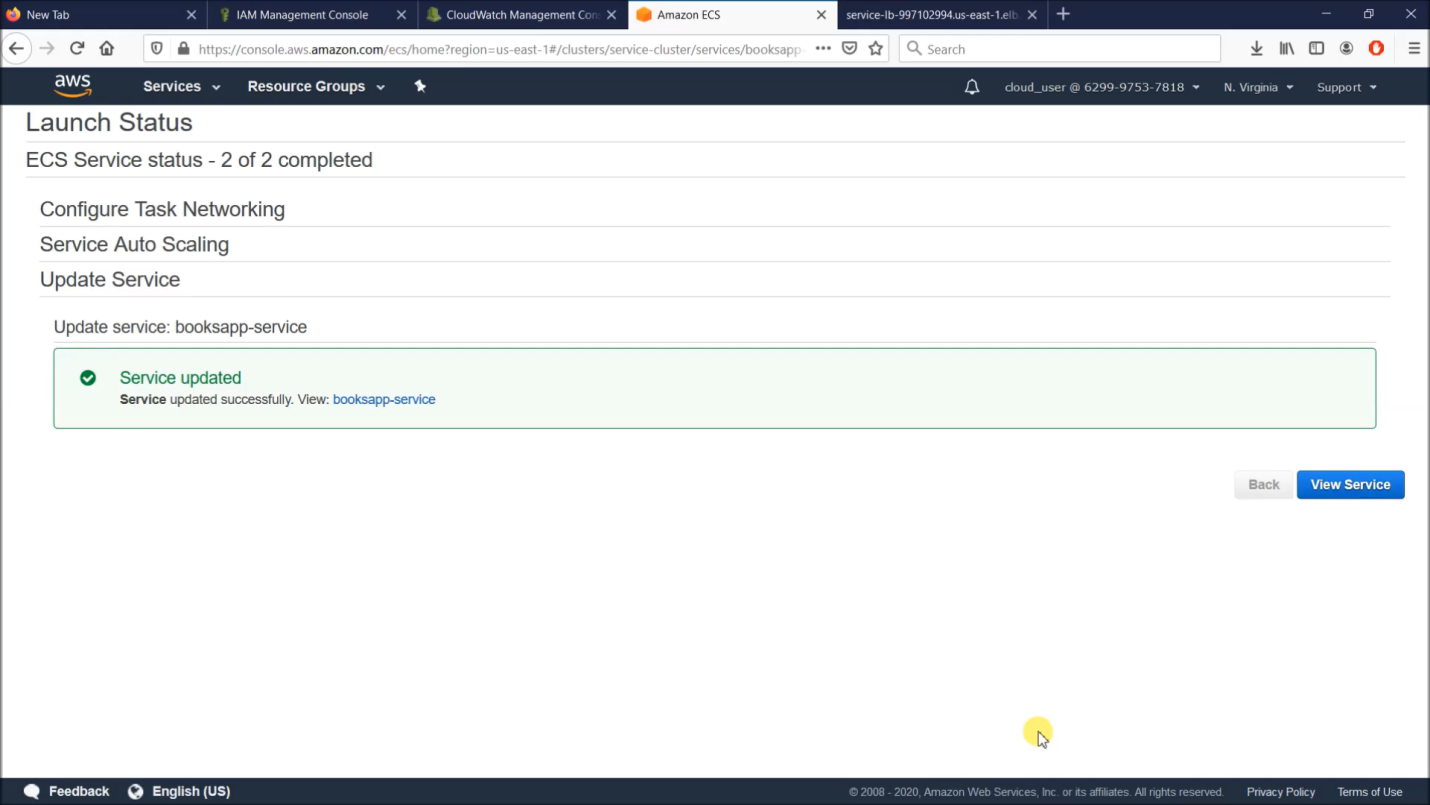 New Tab
IAM Management Console
CloudWatch Management Con
Amazon ECS
service-lb-997102994.us-east-1.elb.
https://console.aws.amazon.com/ecs/home?region=us-east-1#/clusters/service-cluster/services/booksapp-
Search
aws
Services
Resource Groups
cloud_user @ 6299-9753-7818
N. Virginia
Support
Launch Status
ECS Service status - 2 of 2 completed
Configure Task Networking
Service Auto Scaling
Update Service
Update service: booksapp-service
Service updated
Service updated successfully. View: booksapp-service
Back
View Service
Feedback
English (US)
© 2008 - 2020, Amazon Web Services, Inc. or its affiliates. All rights reserved.
Privacy Policy
Terms of Use